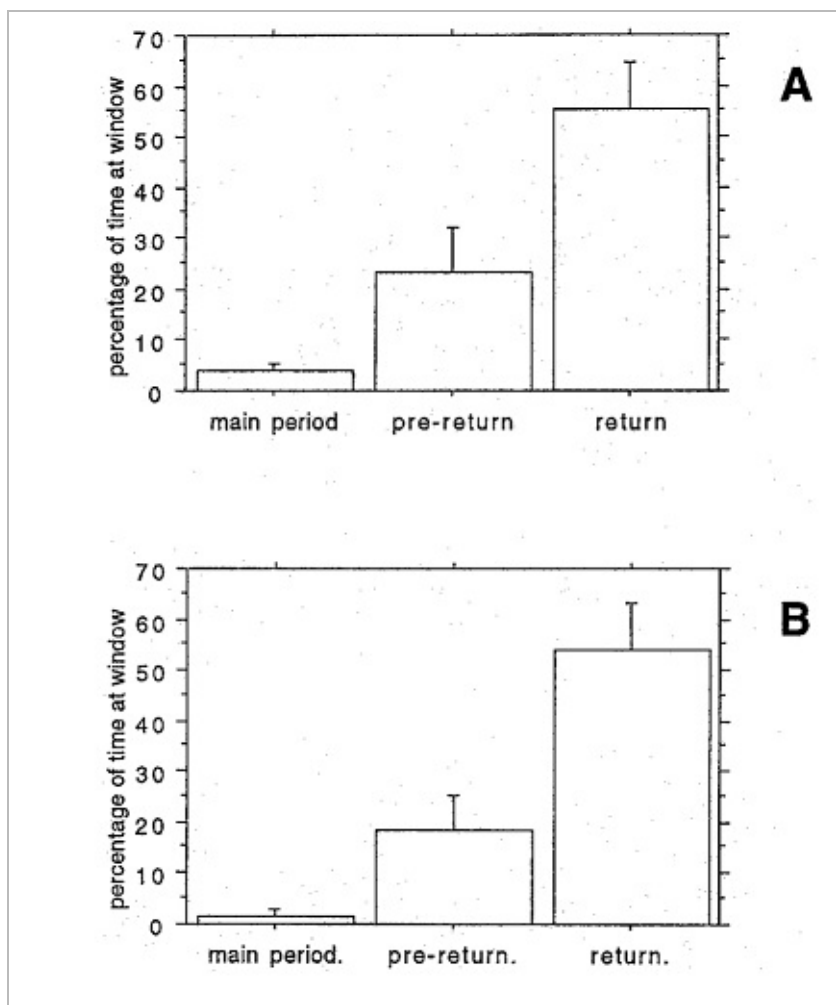 70
60
50
40
30
20
10
0
percentage of time at window
main period pre-return return
A
70
60
50
40
30
20
10
0
percentage of time at window
main period. pre-return. return.
B